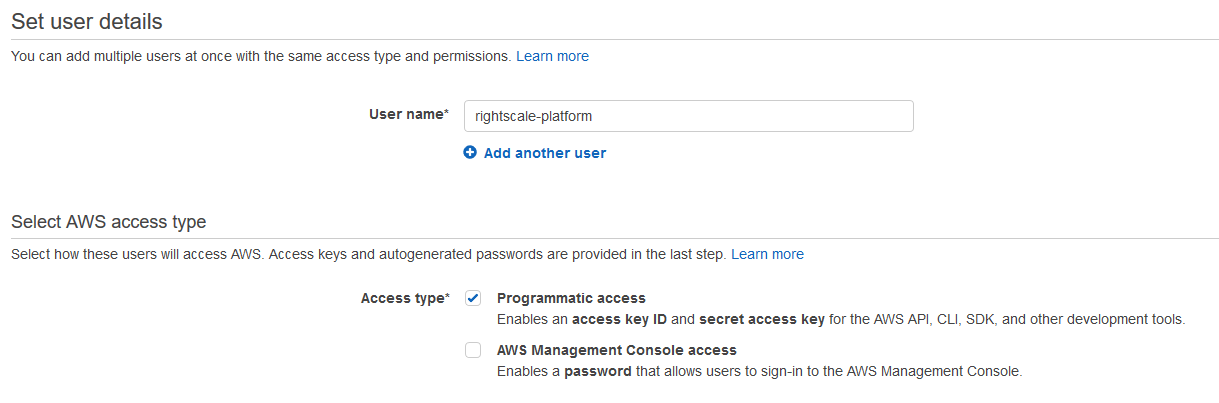 Set user details
You can add multiple users at once with the same access type and permissions. Learn more
User name* rightscale-platform
Add another user
Select AWS access type
Select how these users will access AWS. Access keys and autogenerated passwords are provided in the last step. Learn more
Access type* Programmatic access
Enables an access key ID and secret access key for the AWS API, CLI, SDK, and other development tools.
AWS Management Console access
Enables a password that allows users to sign-in to the AWS Management Console.